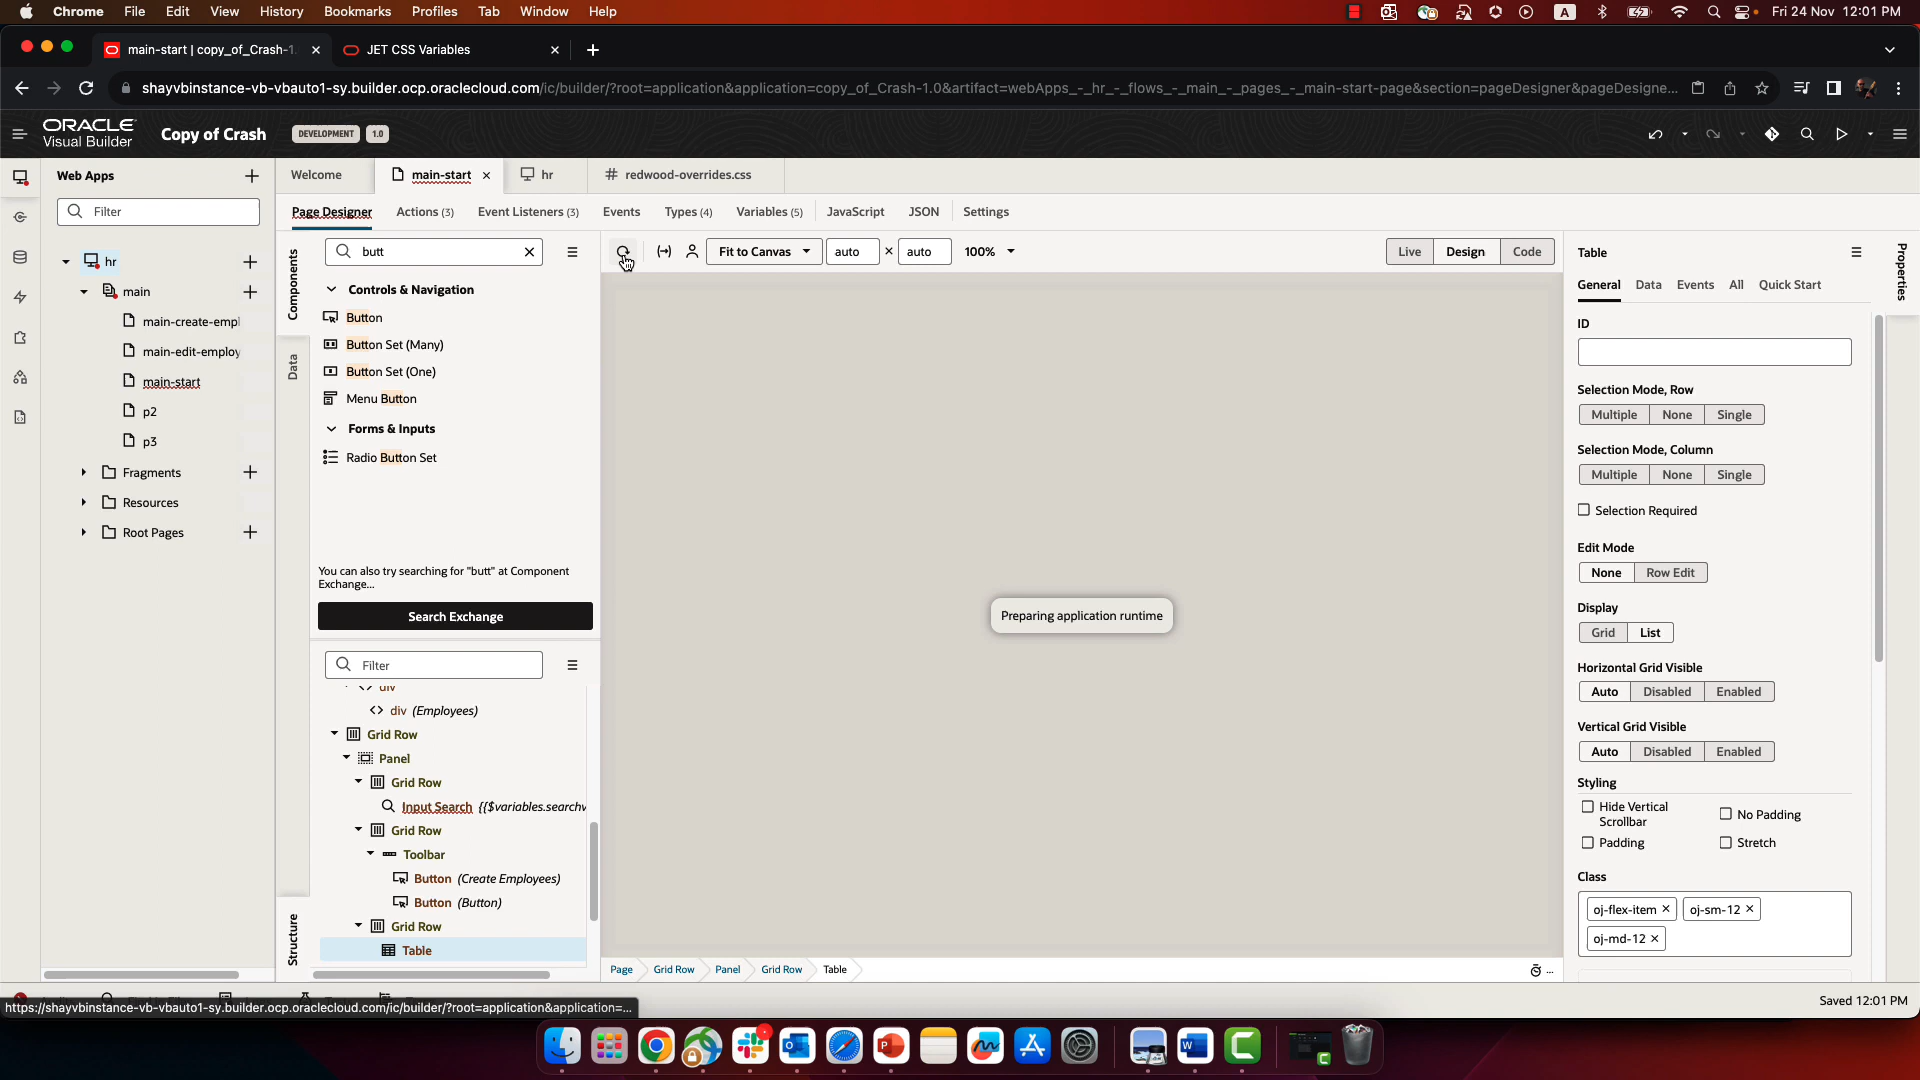 Chrome File Edit View History Bookmarks Profiles Tab Window Help
A Fri 24 Nov 12:01 PM
main-start | copy_of_Crash-1. JET CSS Variables
shayvbinstance-vb-vbauto1-sy.builder.ocp.oraclecloud.com/ic/builder/?root=application&application=copy_of_Crash-1.0&artifact=webApps_-_hr_-_flows_-_main_-_pages_-_main-start-page&section=pageDesigner&pageDesigne...
ORACLE
Visual Builder
Copy of Crash DEVELOPMENT 1.0
Web Apps
Welcome main-start hr redwood-overrides.css
Filter
Page Designer Actions (3) Event Listeners (3) Events Types (4) Variables (5) JavaScript JSON Settings
hr
main
main-create-empl
main-edit-employ
main-start
p2
p3
Fragments
Resources
Root Pages
Components
Data
butt
Controls & Navigation
Button
Button Set (Many)
Button Set (One)
Menu Button
Forms & Inputs
Radio Button Set
You can also try searching for "butt" at Component
Exchange...
Search Exchange
Structure
Filter
div
div (Employees)
Grid Row
Panel
Grid Row
Input Search {{$variables.searchv
Grid Row
Toolbar
Button (Create Employees)
Button (Button)
Grid Row
Table
Fit to Canvas auto × auto 100%
Live Design Code
Preparing application runtime
Page Grid Row Panel Grid Row Table
...
Table
Properties
General Data Events All Quick Start
ID
Selection Mode, Row
Multiple None Single
Selection Mode, Column
Multiple None Single
Selection Required
Edit Mode
None Row Edit
Display
Grid List
Horizontal Grid Visible
Auto Disabled Enabled
Vertical Grid Visible
Auto Disabled Enabled
Styling
Hide Vertical
Scrollbar
No Padding
Padding Stretch
Class
oj-flex-item oj-sm-12
oj-md-12
https://shayvbinstance-vb-vbauto1-sy.builder.ocp.oraclecloud.com/ic/builder/?root=application&application=...
Saved 12:01 PM